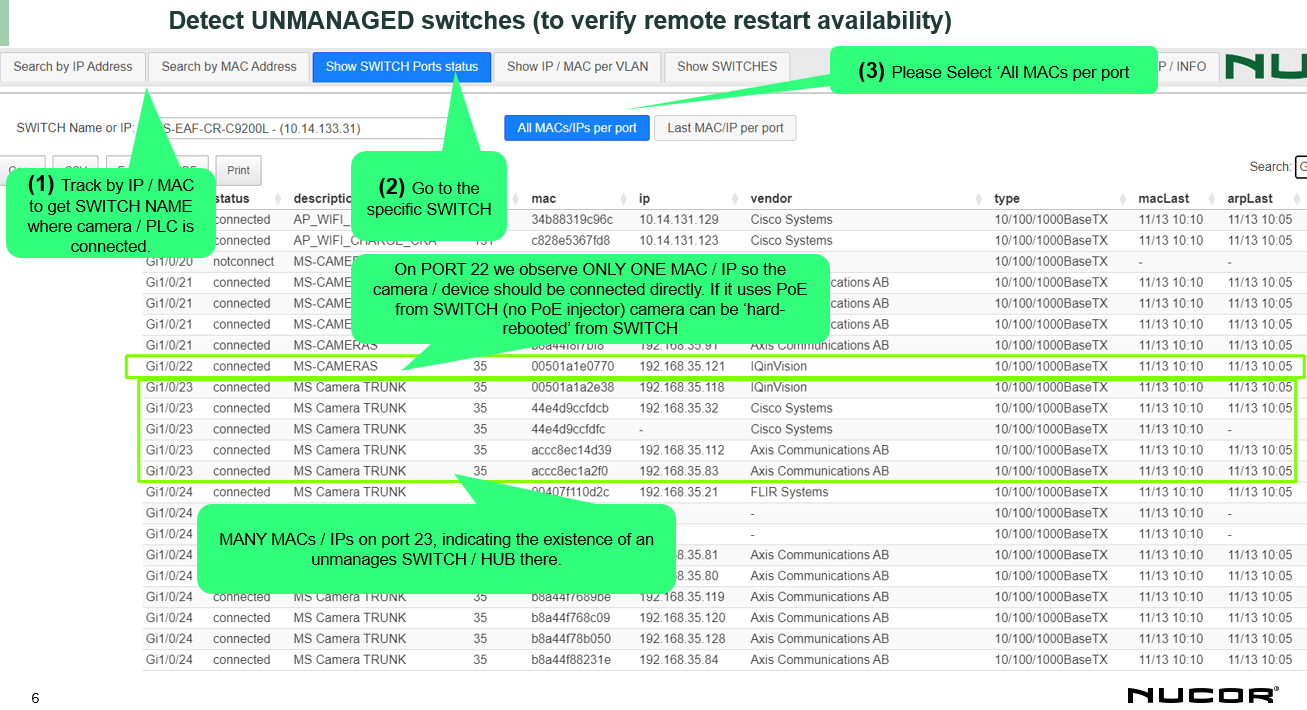 Detect UNMANAGED switches (to verify remote restart availability)
Search by IP Address Search by MAC Address Show SWITCH Ports status Show IP / MAC per VLAN Show SWITCHES P / INFO NU
(3) Please Select ‘All MACs per port
SWITCH Name or IP: S-EAF-CR-C9200L - (10.14.133.31) All MACs/IPs per port Last MAC/IP per port
Print Search:
(1) Track by IP / MAC
to get SWITCH NAME
where camera / PLC is
connected.
(2) Go to the
specific SWITCH
status descriptio mac ip vendor type macLast arpLast
connected AP_WIFI_ 34b88319c96c 10.14.131.129 Cisco Systems 10/100/1000BaseTX 11/13 10:10 11/13 10:05
connected AP_WIFI_CHARGE_CRA 131 c828e5367fd8 10.14.131.123 Cisco Systems 10/100/1000BaseTX 11/13 10:10 11/13 10:05
Gi1/0/20 notconnect MS-CAME 10/100/1000BaseTX - -
On PORT 22 we observe ONLY ONE MAC / IP so the
camera / device should be connected directly. If it uses PoE
from SWITCH (no PoE injector) camera can be ‘hard-
rebooted’ from SWITCH
Gi1/0/21 connected MS-CAME cations AB 10/100/1000BaseTX 11/13 10:10 11/13 10:05
Gi1/0/21 connected MS-CAME 10/100/1000BaseTX 11/13 10:10 11/13 10:05
Gi1/0/21 connected MS-CAME cations AB 10/100/1000BaseTX 11/13 10:10 11/13 10:05
Gi1/0/21 connected MS-CAMERAS 192.168.35.91 Axis Communications AB 10/100/1000BaseTX 11/13 10:10 11/13 10:05
Gi1/0/22 connected MS-CAMERAS 35 00501a1e0770 192.168.35.121 IQinVision 10/100/1000BaseTX 11/13 10:10 11/13 10:05
Gi1/0/23 connected MS Camera TRUNK 35 00501a1a2e38 192.168.35.118 IQinVision 10/100/1000BaseTX 11/13 10:10 11/13 10:05
Gi1/0/23 connected MS Camera TRUNK 35 44e4d9ccfdcb 192.168.35.32 Cisco Systems 10/100/1000BaseTX 11/13 10:10 11/13 10:05
Gi1/0/23 connected MS Camera TRUNK 35 44e4d9ccfdfc - Cisco Systems 10/100/1000BaseTX 11/13 10:10 -
Gi1/0/23 connected MS Camera TRUNK 35 accc8ec14d39 192.168.35.112 Axis Communications AB 10/100/1000BaseTX 11/13 10:10 11/13 10:05
Gi1/0/23 connected MS Camera TRUNK 35 accc8ec1a2f0 192.168.35.83 Axis Communications AB 10/100/1000BaseTX 11/13 10:10 11/13 10:05
Gi1/0/24 connected MS Camera TRUNK 00407f110d2c 192.168.35.21 FLIR Systems 10/100/1000BaseTX 11/13 10:10 11/13 10:05
Gi1/0/24 - 10/100/1000BaseTX 11/13 10:10 -
Gi1/0/24 - 10/100/1000BaseTX 11/13 10:10 -
MANY MACs / IPs on port 23, indicating the existence of an
unmanages SWITCH / HUB there.
Gi1/0/24 8.35.81 Axis Communications AB 10/100/1000BaseTX 11/13 10:10 11/13 10:05
Gi1/0/24 8.35.80 Axis Communications AB 10/100/1000BaseTX 11/13 10:10 11/13 10:05
Gi1/0/24 connected MS Camera TRUNK 35 b8a44f7689be 192.168.35.119 Axis Communications AB 10/100/1000BaseTX 11/13 10:10 11/13 10:05
Gi1/0/24 connected MS Camera TRUNK 35 b8a44f768c09 192.168.35.120 Axis Communications AB 10/100/1000BaseTX 11/13 10:10 11/13 10:05
Gi1/0/24 connected MS Camera TRUNK 35 b8a44f78b050 192.168.35.128 Axis Communications AB 10/100/1000BaseTX 11/13 10:10 11/13 10:05
Gi1/0/24 connected MS Camera TRUNK 35 b8a44f88231e 192.168.35.84 Axis Communications AB 10/100/1000BaseTX 11/13 10:10 11/13 10:05
6 NUCOR®